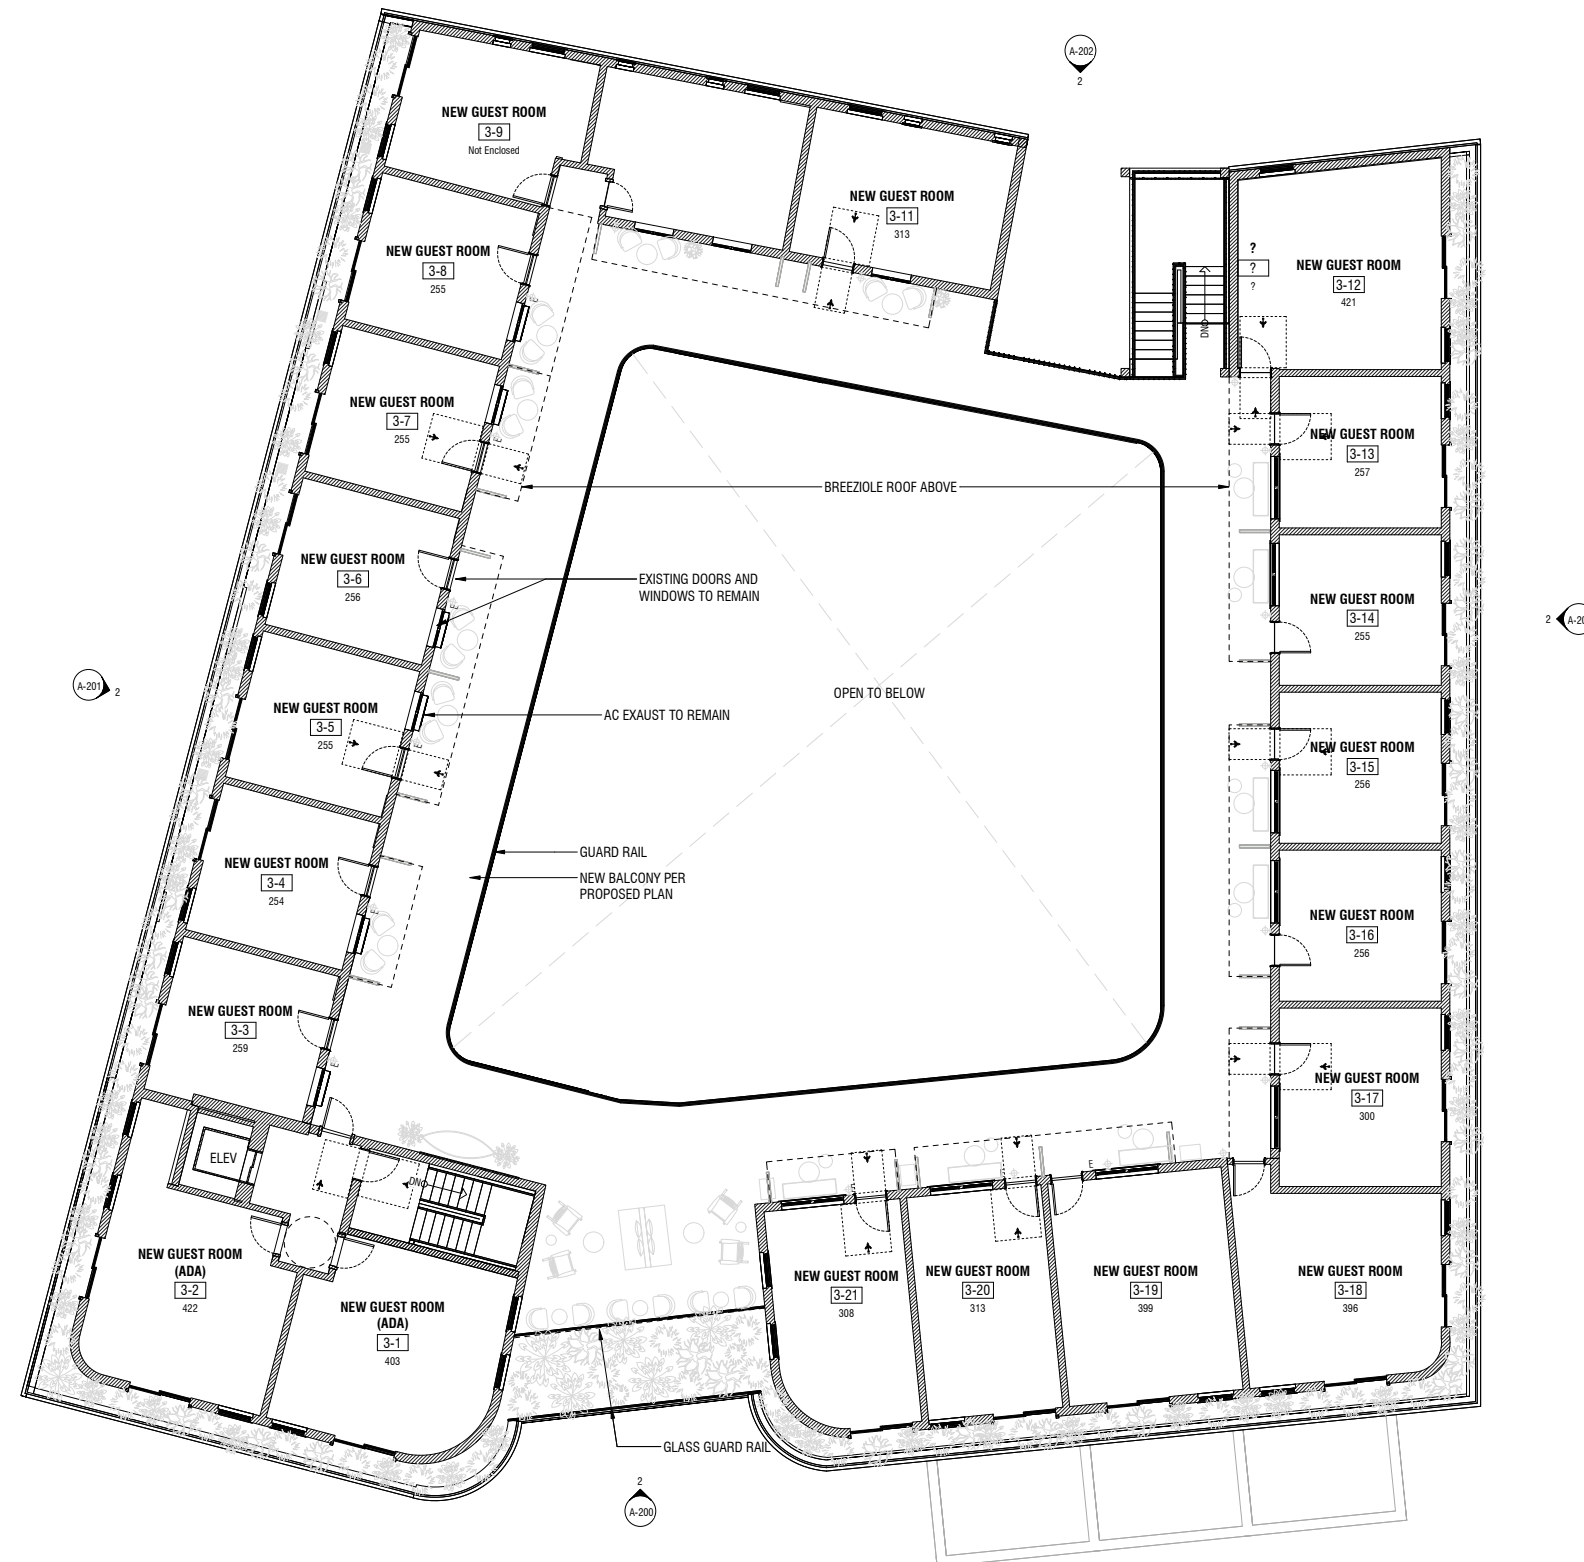 A-202
2
NEW GUEST ROOM
3-9
Not Enclosed
NEW GUEST ROOM
3-11
313
NEW GUEST ROOM
3-8
255
?
?
?
DN
NEW GUEST ROOM
3-12
421
NEW GUEST ROOM
3-7
255
E
E
NEW GUEST ROOM
3-13
257
BREEZIOLE ROOF ABOVE
NEW GUEST ROOM
3-6
256
E
EXISTING DOORS AND
WINDOWS TO REMAIN
NEW GUEST ROOM
3-14
255
2
A-201
2
OPEN TO BELOW
NEW GUEST ROOM
3-5
255
E
AC EXAUST TO REMAIN
NEW GUEST ROOM
3-15
256
NEW GUEST ROOM
3-4
254
E
GUARD RAIL
NEW BALCONY PER
PROPOSED PLAN
NEW GUEST ROOM
3-16
256
NEW GUEST ROOM
3-3
259
E
NEW GUEST ROOM
3-17
300
ELEV
DN
E
E
NEW GUEST ROOM
(ADA)
3-2
422
NEW GUEST ROOM
(ADA)
3-1
403
NEW GUEST ROOM
3-21
308
NEW GUEST ROOM
3-20
313
NEW GUEST ROOM
3-19
399
NEW GUEST ROOM
3-18
396
GLASS GUARD RAIL
2
A-200